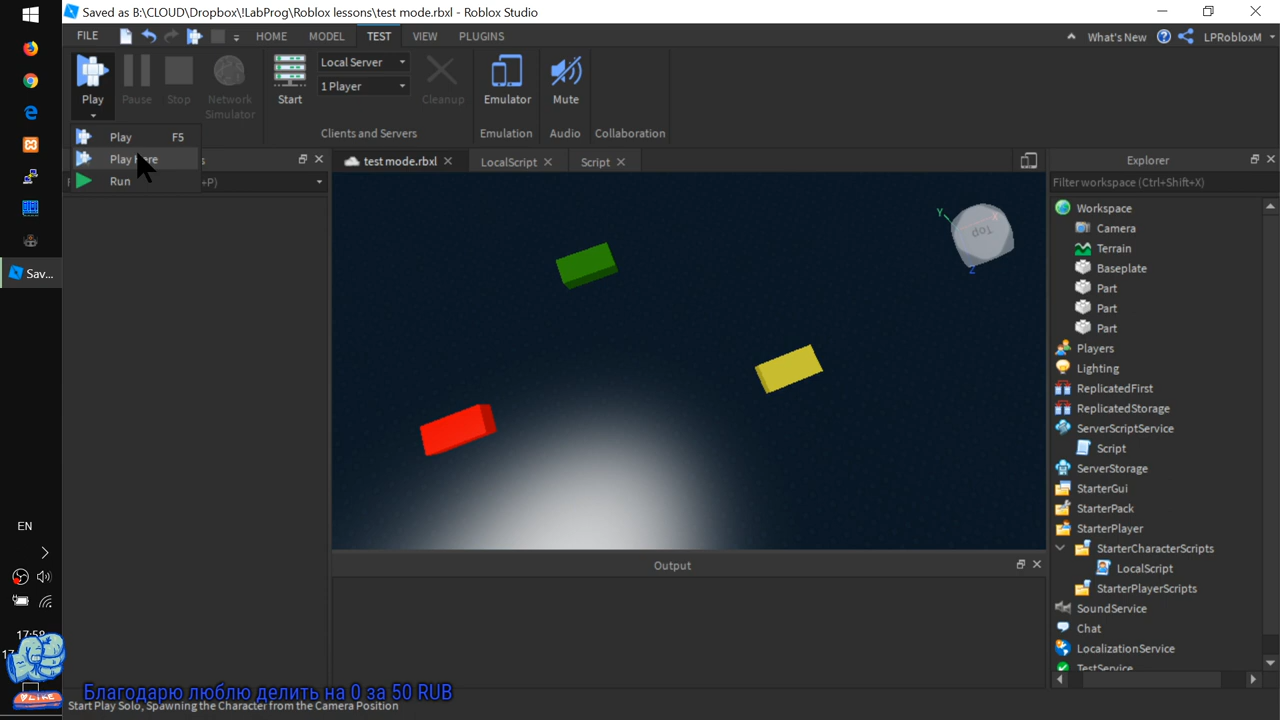 Saved as B:\CLOUD\Dropbox\!LabProg\Roblox lessons\test mode.rbxl - Roblox Studio
FILE HOME MODEL TEST VIEW PLUGINS What's New LPRobloxM
Play Pause Stop Network Simulator
Start Local Server 1 Player Cleanup
Emulator Mute
Clients and Servers Emulation Audio Collaboration
Play F5
Play Here
Run
+P)
test mode.rbxl LocalScript Script
TOP
Y
X
Z
Output
Explorer
Filter workspace (Ctrl+Shift+X)
Workspace
Camera
Terrain
Baseplate
Part
Part
Part
Players
Lighting
ReplicatedFirst
ReplicatedStorage
ServerScriptService
Script
ServerStorage
StarterGui
StarterPack
StarterPlayer
StarterCharacterScripts
LocalScript
StarterPlayerScripts
SoundService
Chat
LocalizationService
TestService
Sav...
EN
17:58
LIKE
Благодарю люблю делить на 0 за 50 RUB
Start Play Solo, Spawning the Character from the Camera Position